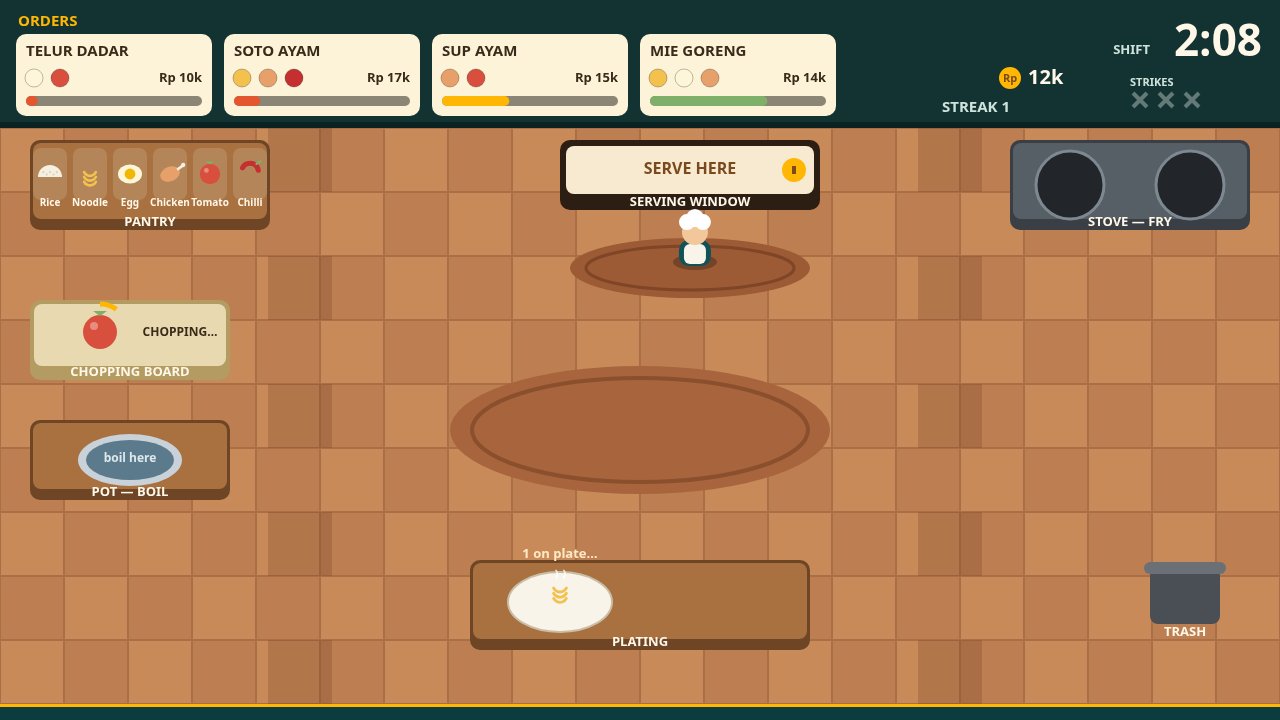 ORDERS
TELUR DADAR
Rp 10k
SOTO AYAM
Rp 17k
SUP AYAM
Rp 15k
MIE GORENG
Rp 14k
SHIFT 2:08
Rp 12k
STREAK 1
STRIKES
Rice Noodle Egg Chicken Tomato Chilli
PANTRY
SERVE HERE
SERVING WINDOW
STOVE — FRY
CHOPPING...
CHOPPING BOARD
boil here
POT — BOIL
1 on plate...
PLATING
TRASH